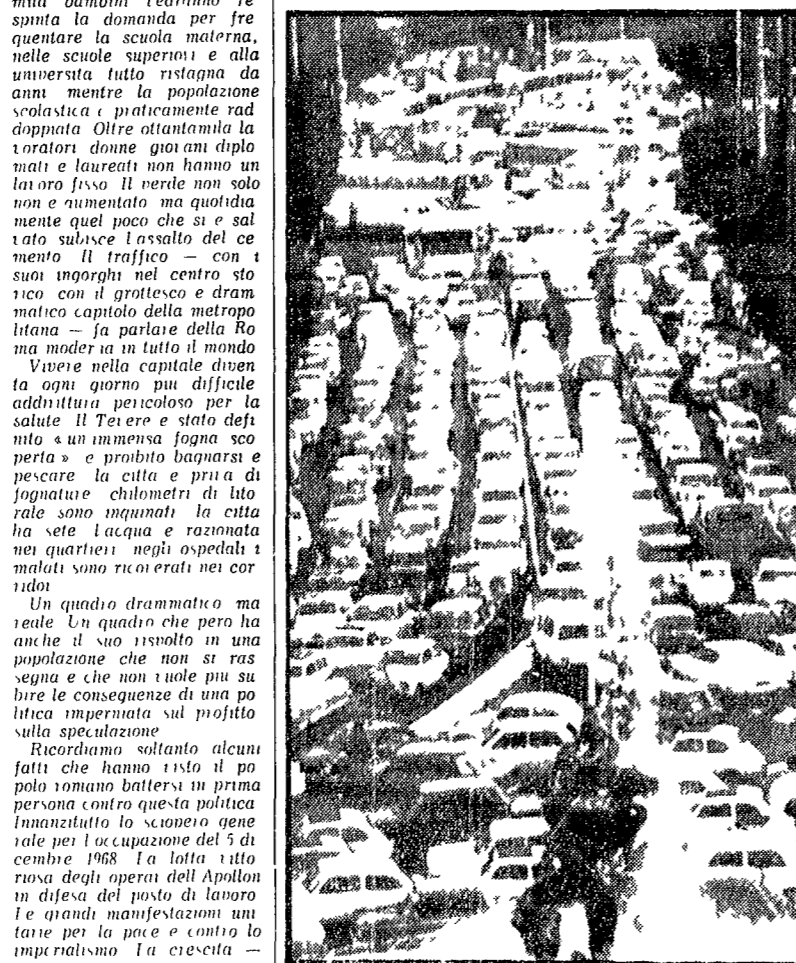 mila bambini vedranno re
spinta la domanda per fre
quentare la scuola materna,
nelle scuole superiori e alla
universita tutto ristagna da
anni mentre la popolazione
scolastica e praticamente rad
doppiata Oltre ottantamila la
voratori donne giovani diplo
mati e laureati non hanno un
lavoro fisso Il verde non solo
non e aumentato ma quotidia
mente quel poco che si e sal
vato subisce l assalto del ce
mento Il traffico — con i
suoi ingorghi nel centro sto
rico con il grottesco e dram
matico capitolo della metropo
litana — fa parlare della Ro
ma moderna in tutto il mondo
Vivere nella capitale diven
ta ogni giorno piu difficile
addirittura pericoloso per la
salute Il Tevere e stato defi
nito « un immensa fogna sco
perta » e proibito bagnarsi e
pescare la citta e priva di
fognature chilometri di lito
rale sono inquinati la citta
ha sete l acqua e razionata
nei quartieri negli ospedali i
malati sono ricoverati nei cor
ridoi
Un quadro drammatico ma
reale Un quadro che pero ha
anche il suo risvolto in una
popolazione che non si ras
segna e che non vuole piu su
bire le conseguenze di una po
litica imperniata sul profitto
sulla speculazione
Ricordiamo soltanto alcuni
fatti che hanno visto il po
polo romano battersi in prima
persona contro questa politica
Innanzitutto lo sciopero gene
rale per l occupazione del 5 di
cembre 1968 La lotta vitto
riosa degli operai dell Apollon
in difesa del posto di lavoro
Le grandi manifestazioni uni
tarie per la pace e contro lo
imperialismo La crescita —